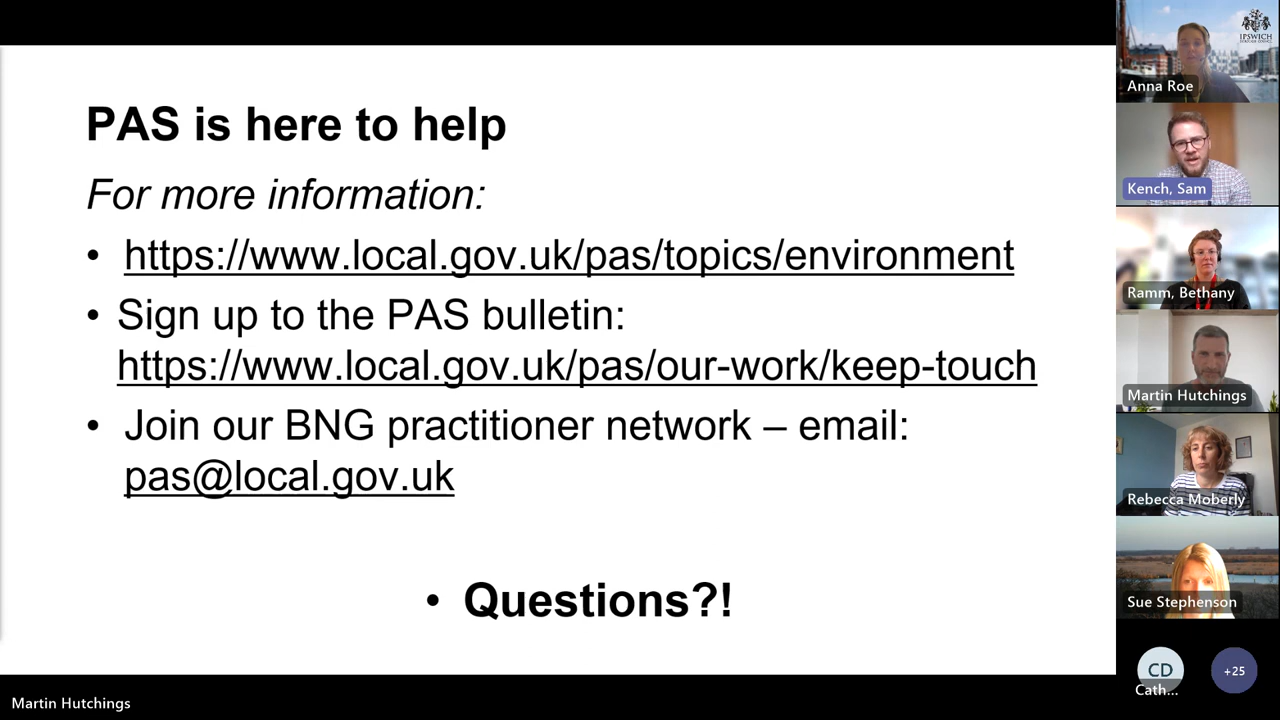 PAS is here to help
For more information:
• https://www.local.gov.uk/pas/topics/environment
• Sign up to the PAS bulletin:
https://www.local.gov.uk/pas/our-work/keep-touch
• Join our BNG practitioner network – email:
pas@local.gov.uk
• Questions?!
Martin Hutchings
IPSWICH
Anna Roe
Kench, Sam
Ramm, Bethany
Martin Hutchings
Rebecca Moberly
Sue Stephenson
CD
Cath...
+25